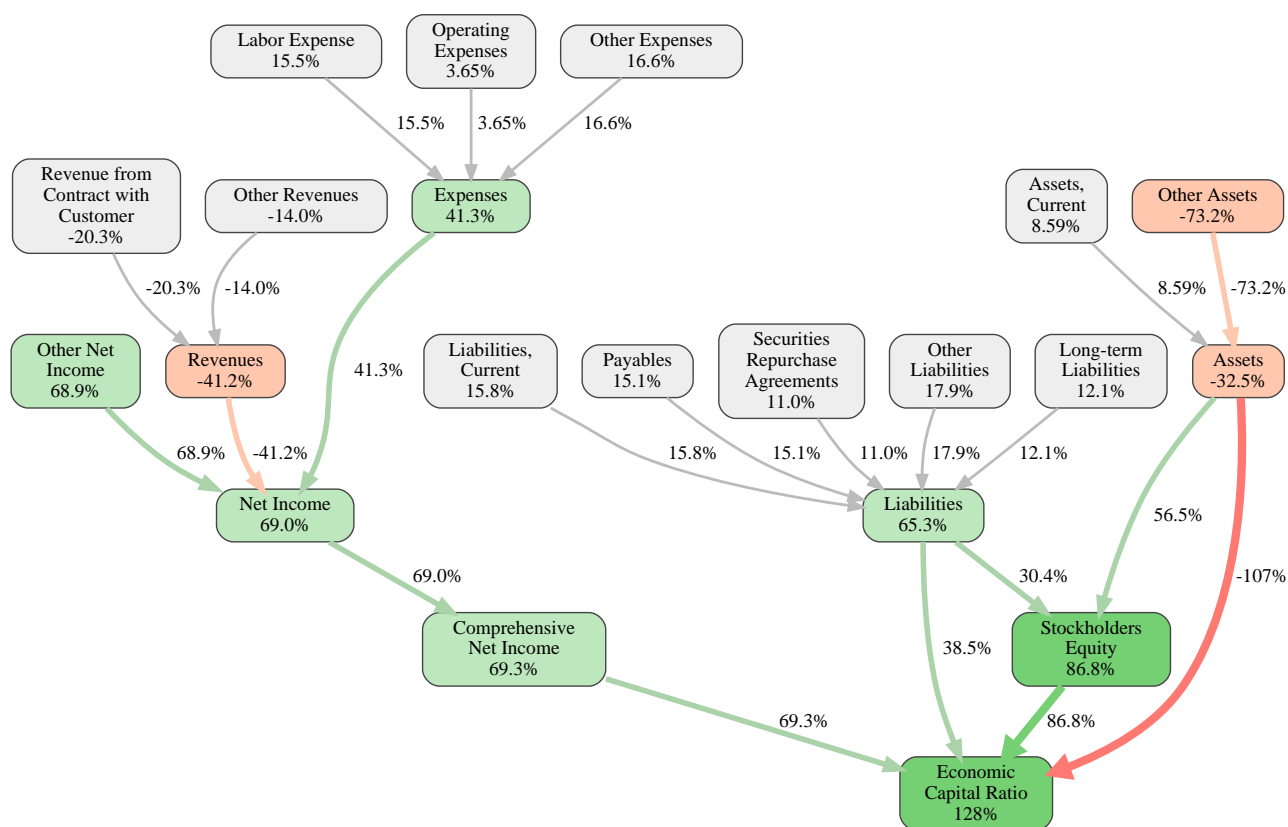 Labor Expense
15.5%
Operating
Expenses
3.65%
Other Expenses
16.6%
15.5%
3.65%
16.6%
Revenue from
Contract with
Customer
-20.3%
Other Revenues
-14.0%
Expenses
41.3%
Assets,
Current
8.59%
Other Assets
-73.2%
-20.3%
-14.0%
8.59%
-73.2%
Other Net
Income
68.9%
Revenues
-41.2%
41.3%
Liabilities,
Current
15.8%
Payables
15.1%
Securities
Repurchase
Agreements
11.0%
Other
Liabilities
17.9%
Long-term
Liabilities
12.1%
Assets
-32.5%
68.9%
-41.2%
15.8%
15.1%
11.0%
17.9%
12.1%
Net Income
69.0%
Liabilities
65.3%
56.5%
69.0%
30.4%
-107%
Comprehensive
Net Income
69.3%
38.5%
Stockholders
Equity
86.8%
69.3%
86.8%
Economic
Capital Ratio
128%